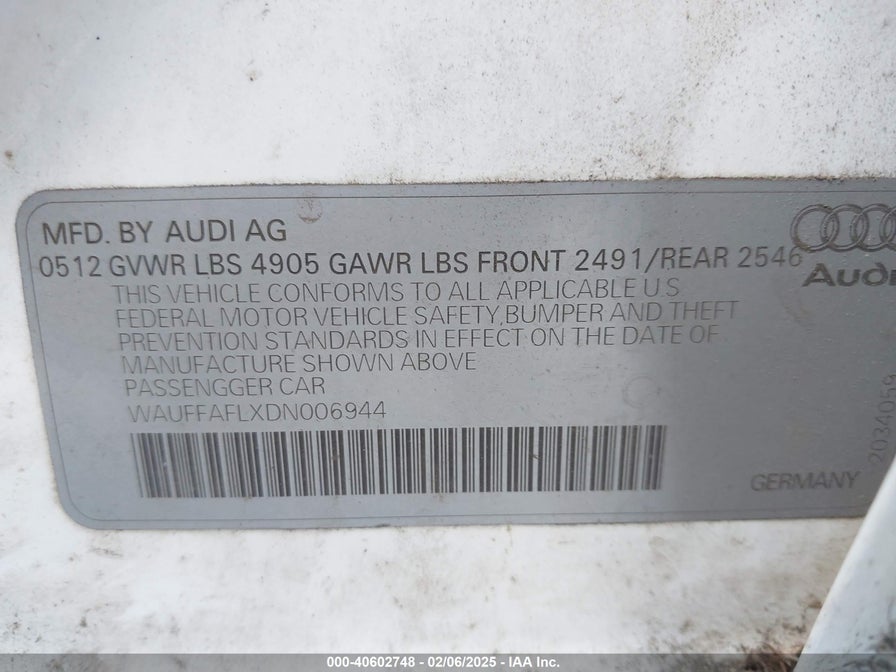 MFD. BY AUDI AG
0512 GVWR LBS 4905 GAWR LBS FRONT 2491/REAR 2546
Audi
THIS VEHICLE CONFORMS TO ALL APPLICABLE U.S
FEDERAL MOTOR VEHICLE SAFETY,BUMPER AND THEFT
PREVENTION STANDARDS IN EFFECT ON THE DATE OF
MANUFACTURE SHOWN ABOVE
PASSENGGER CAR
WAUFFAFLXDN006944
GERMANY
2034059
000-40602748 - 02/06/2025 - IAA Inc.